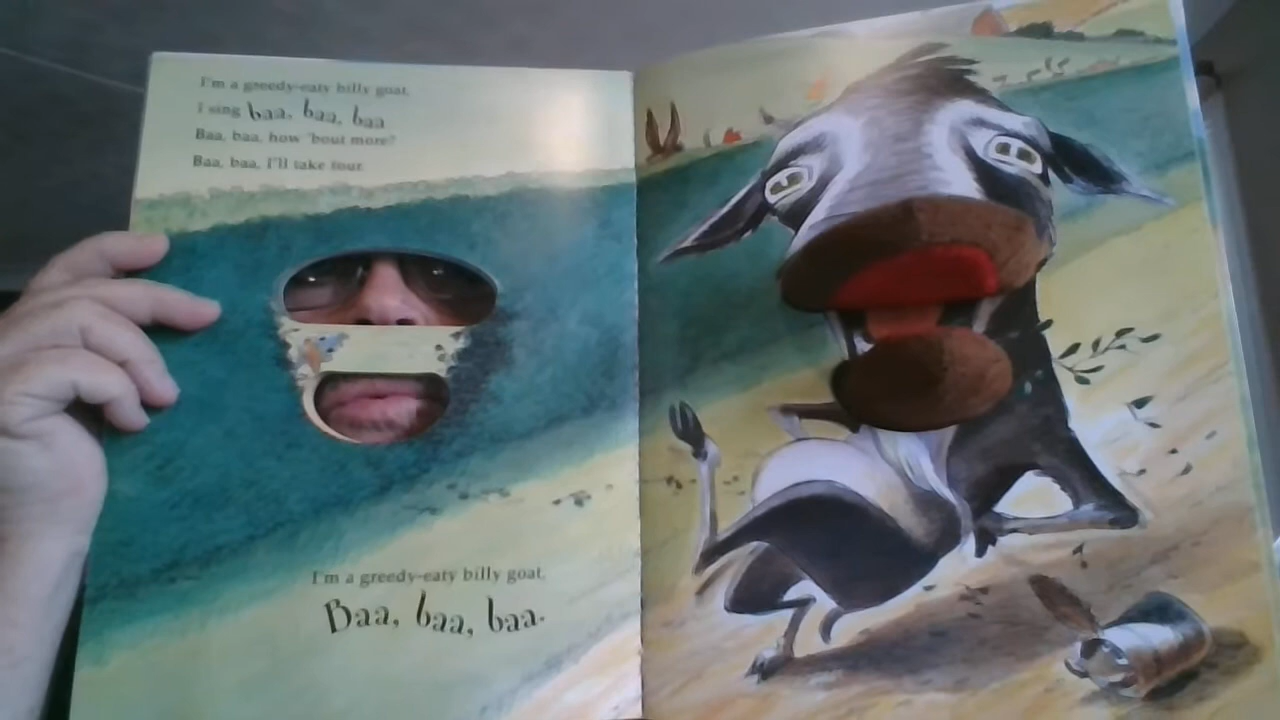 I'm a greedy-eaty billy goat,
I sing baa, baa, baa
Baa, baa, how 'bout more?
Baa, baa, I'll take four.
I'm a greedy-eaty billy goat,
Baa, baa, baa.